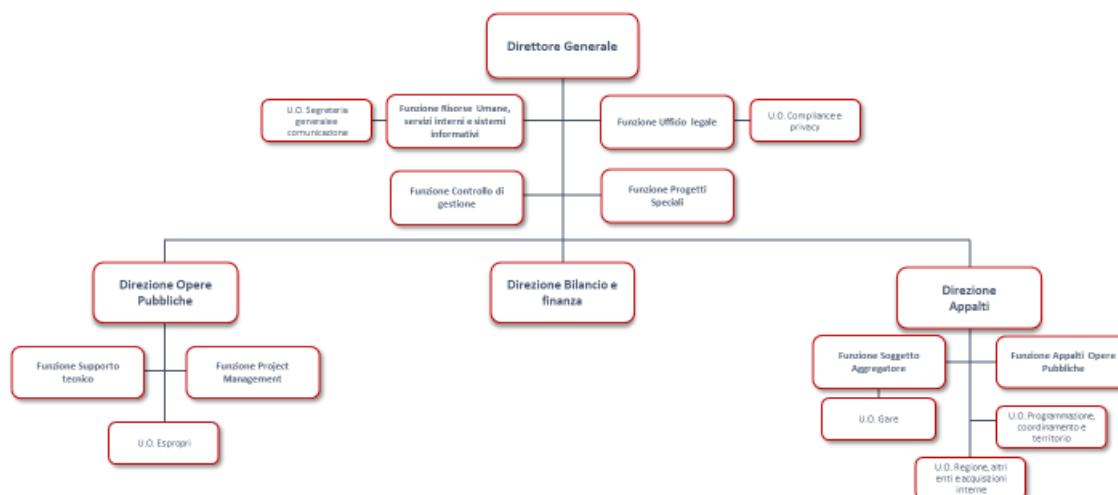 Direttore Generale
U.O. Segreteria
generale e
comunicazione
Funzione Risorse Umane,
servizi interni e sistemi
informativi
Funzione Ufficio legale
U.O. Compliance e
privacy
Funzione Controllo di
gestione
Funzione Progetti
Speciali
Direzione Opere
Pubbliche
Direzione Bilancio e
finanza
Direzione
Appalti
Funzione Supporto
tecnico
Funzione Project
Management
U.O. Espropri
Funzione Soggetto
Aggregatore
Funzione Appalti Opere
Pubbliche
U.O. Gare
U.O. Programmazione,
coordinamento e
territorio
U.O. Regione, altri
enti e acquisizioni
interne